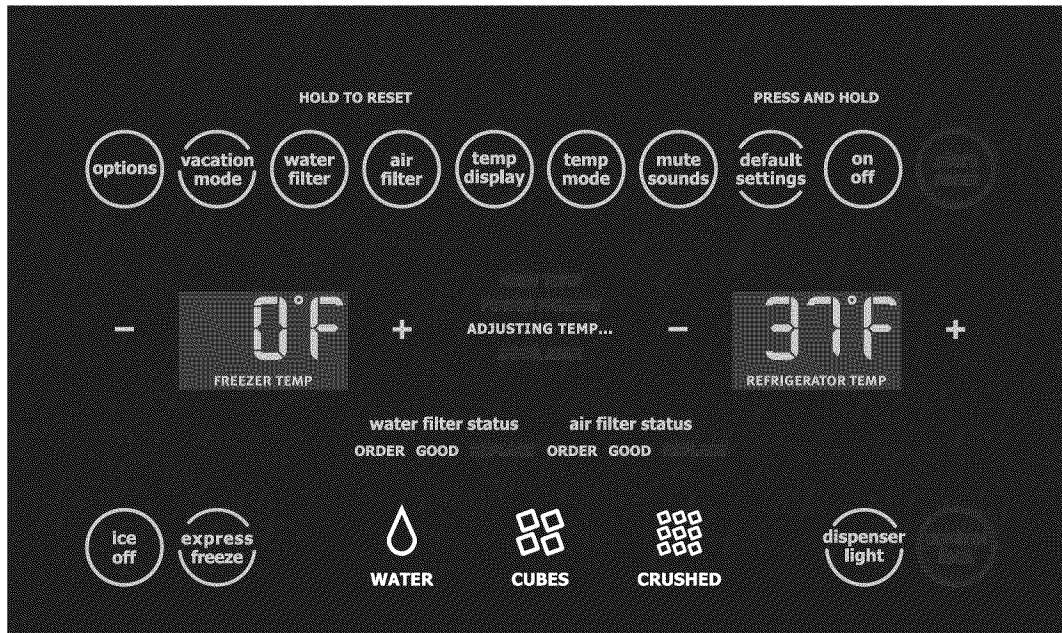 HOLD TO RESET
PRESS AND HOLD
options
vacation
mode
water
filter
air
filter
temp
display
temp
mode
mute
sounds
default
settings
on
off
0°F
FREEZER TEMP
ADJUSTING TEMP...
37°F
REFRIGERATOR TEMP
- +
- +
water filter status
ORDER GOOD
air filter status
ORDER GOOD
ice
off
express
freeze
WATER
CUBES
CRUSHED
dispenser
light